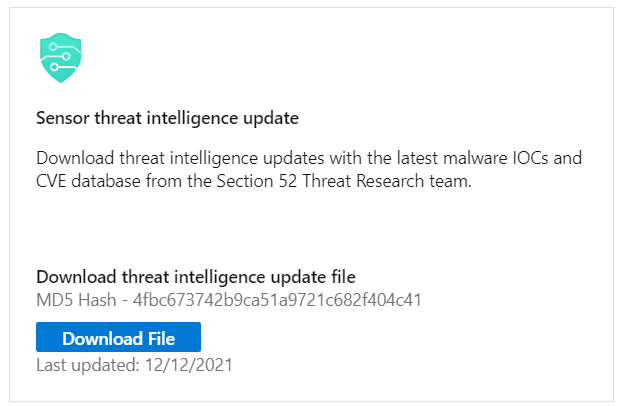 Sensor threat intelligence update
Download threat intelligence updates with the latest malware IOCs and
CVE database from the Section 52 Threat Research team.
Download threat intelligence update file
MD5 Hash - 4fbc673742b9ca51a9721c682f404c41
Download File
Last updated: 12/12/2021